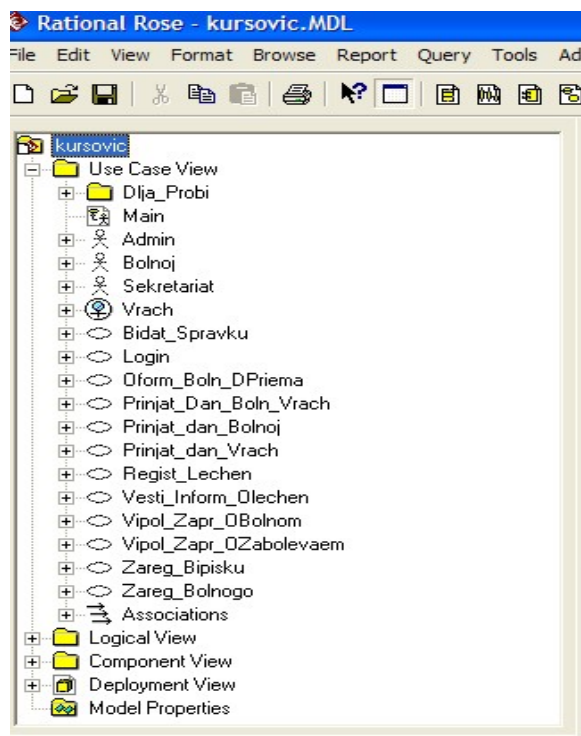 Rational Rose - kursovic.MDL
File Edit View Format Browse Report Query Tools Ad
kursovic
Use Case View
Dlja_Probi
Main
Admin
Bolnoj
Sekretariat
Vrach
Bidat_Spravku
Login
Oform_Boln_DPriema
Prinjat_Dan_Boln_Vrach
Prinjat_dan_Bolnoj
Prinjat_dan_Vrach
Regist_Lechen
Vesti_Inform_Olechen
Vipol_Zapr_OBolnom
Vipol_Zapr_OZabolevaem
Zareg_Bipisku
Zareg_Bolnogo
Associations
Logical View
Component View
Deployment View
Model Properties